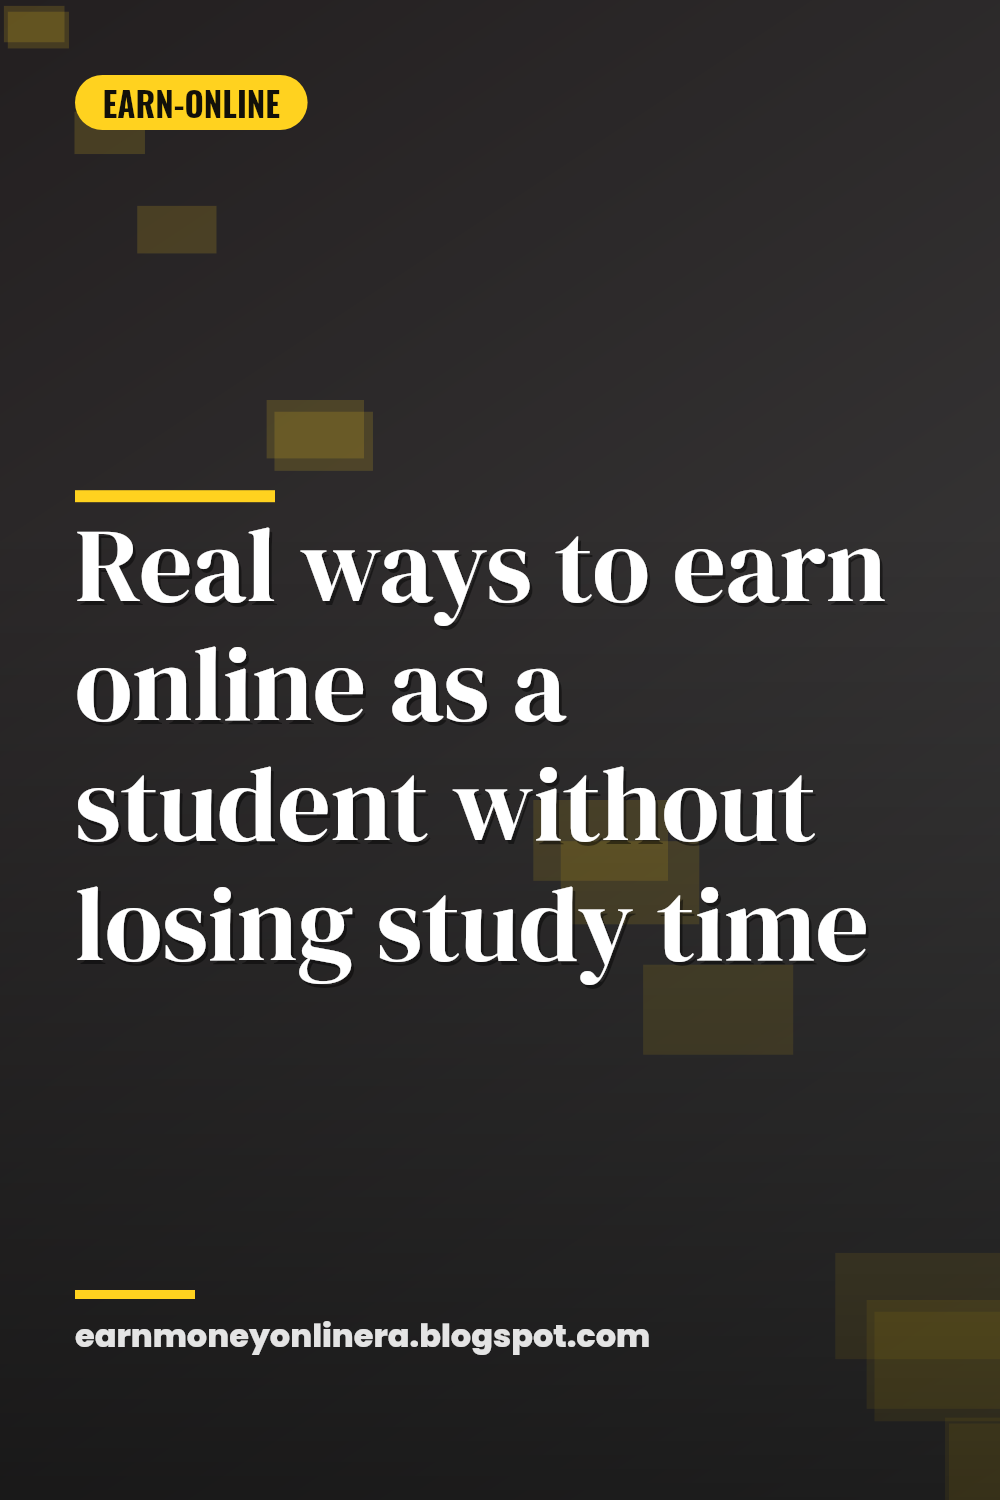 EARN-ONLINE
Real ways to earn
online as a
student without
losing study time
earnmoneyonlinera.blogspot.com